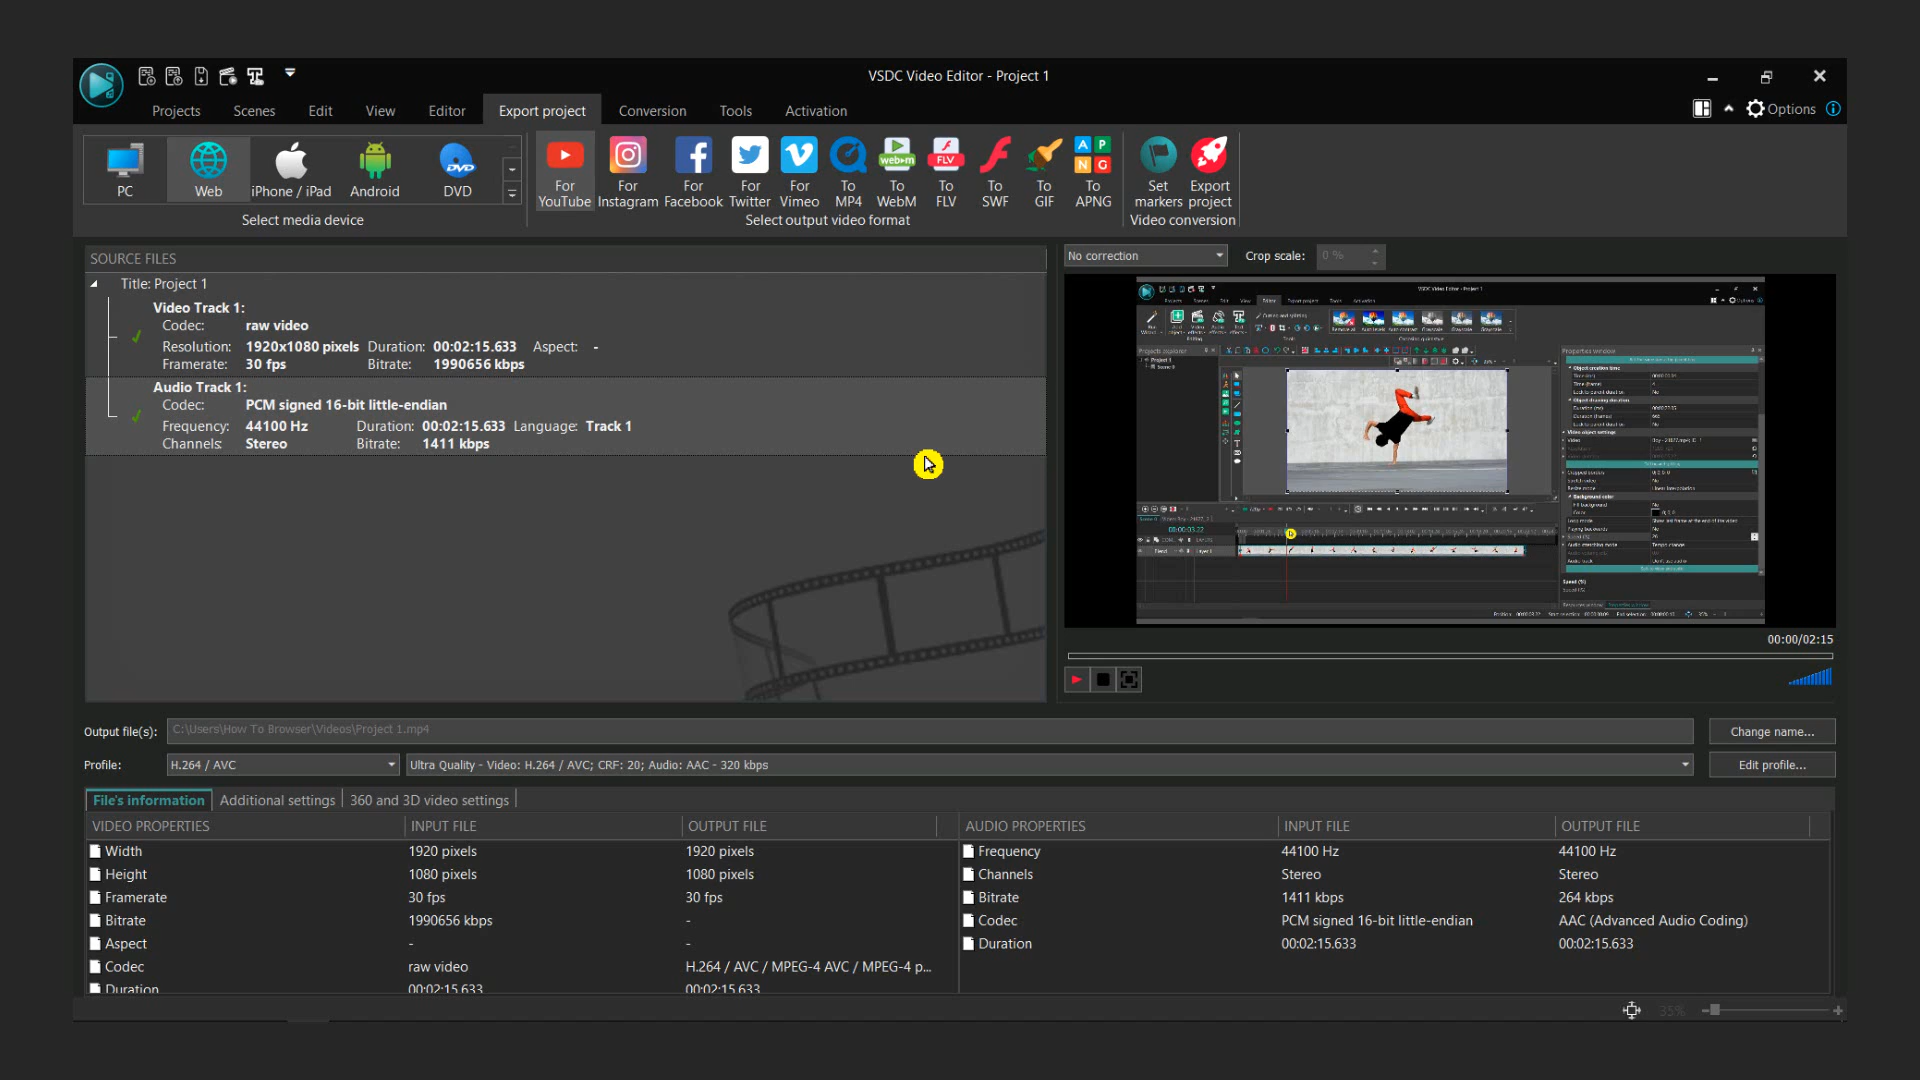 VSDC Video Editor - Project 1
Projects Scenes Edit View Editor Export project Conversion Tools Activation Options
PC Web iPhone / iPad Android DVD
Select media device
For YouTube
For Instagram
For Facebook
For Twitter
For Vimeo
To MP4
To WebM
To FLV
To SWF
To GIF
To APNG
Select output video format
Set markers
Export project
Video conversion
SOURCE FILES
No correction Crop scale: 0 %
Title: Project 1
Video Track 1:
Codec: raw video
Resolution: 1920x1080 pixels Duration: 00:02:15.633 Aspect: -
Framerate: 30 fps Bitrate: 1990656 kbps
Audio Track 1:
Codec: PCM signed 16-bit little-endian
Frequency: 44100 Hz Duration: 00:02:15.633 Language: Track 1
Channels: Stereo Bitrate: 1411 kbps
00:00/02:15
Output file(s): C:\Users\How To Browser\Videos\Project 1.mp4 Change name...
Profile: H.264 / AVC Ultra Quality - Video: H.264 / AVC; CRF: 20; Audio: AAC - 320 kbps Edit profile...
File's information Additional settings 360 and 3D video settings
VIDEO PROPERTIES INPUT FILE OUTPUT FILE AUDIO PROPERTIES INPUT FILE OUTPUT FILE
Width 1920 pixels 1920 pixels Frequency 44100 Hz 44100 Hz
Height 1080 pixels 1080 pixels Channels Stereo Stereo
Framerate 30 fps 30 fps Bitrate 1411 kbps 264 kbps
Bitrate 1990656 kbps - Codec PCM signed 16-bit little-endian AAC (Advanced Audio Coding)
Aspect - - Duration 00:02:15.633 00:02:15.633
Codec raw video H.264 / AVC / MPEG-4 AVC / MPEG-4 p...
Duration 00:02:15.633 00:02:15.633
35%